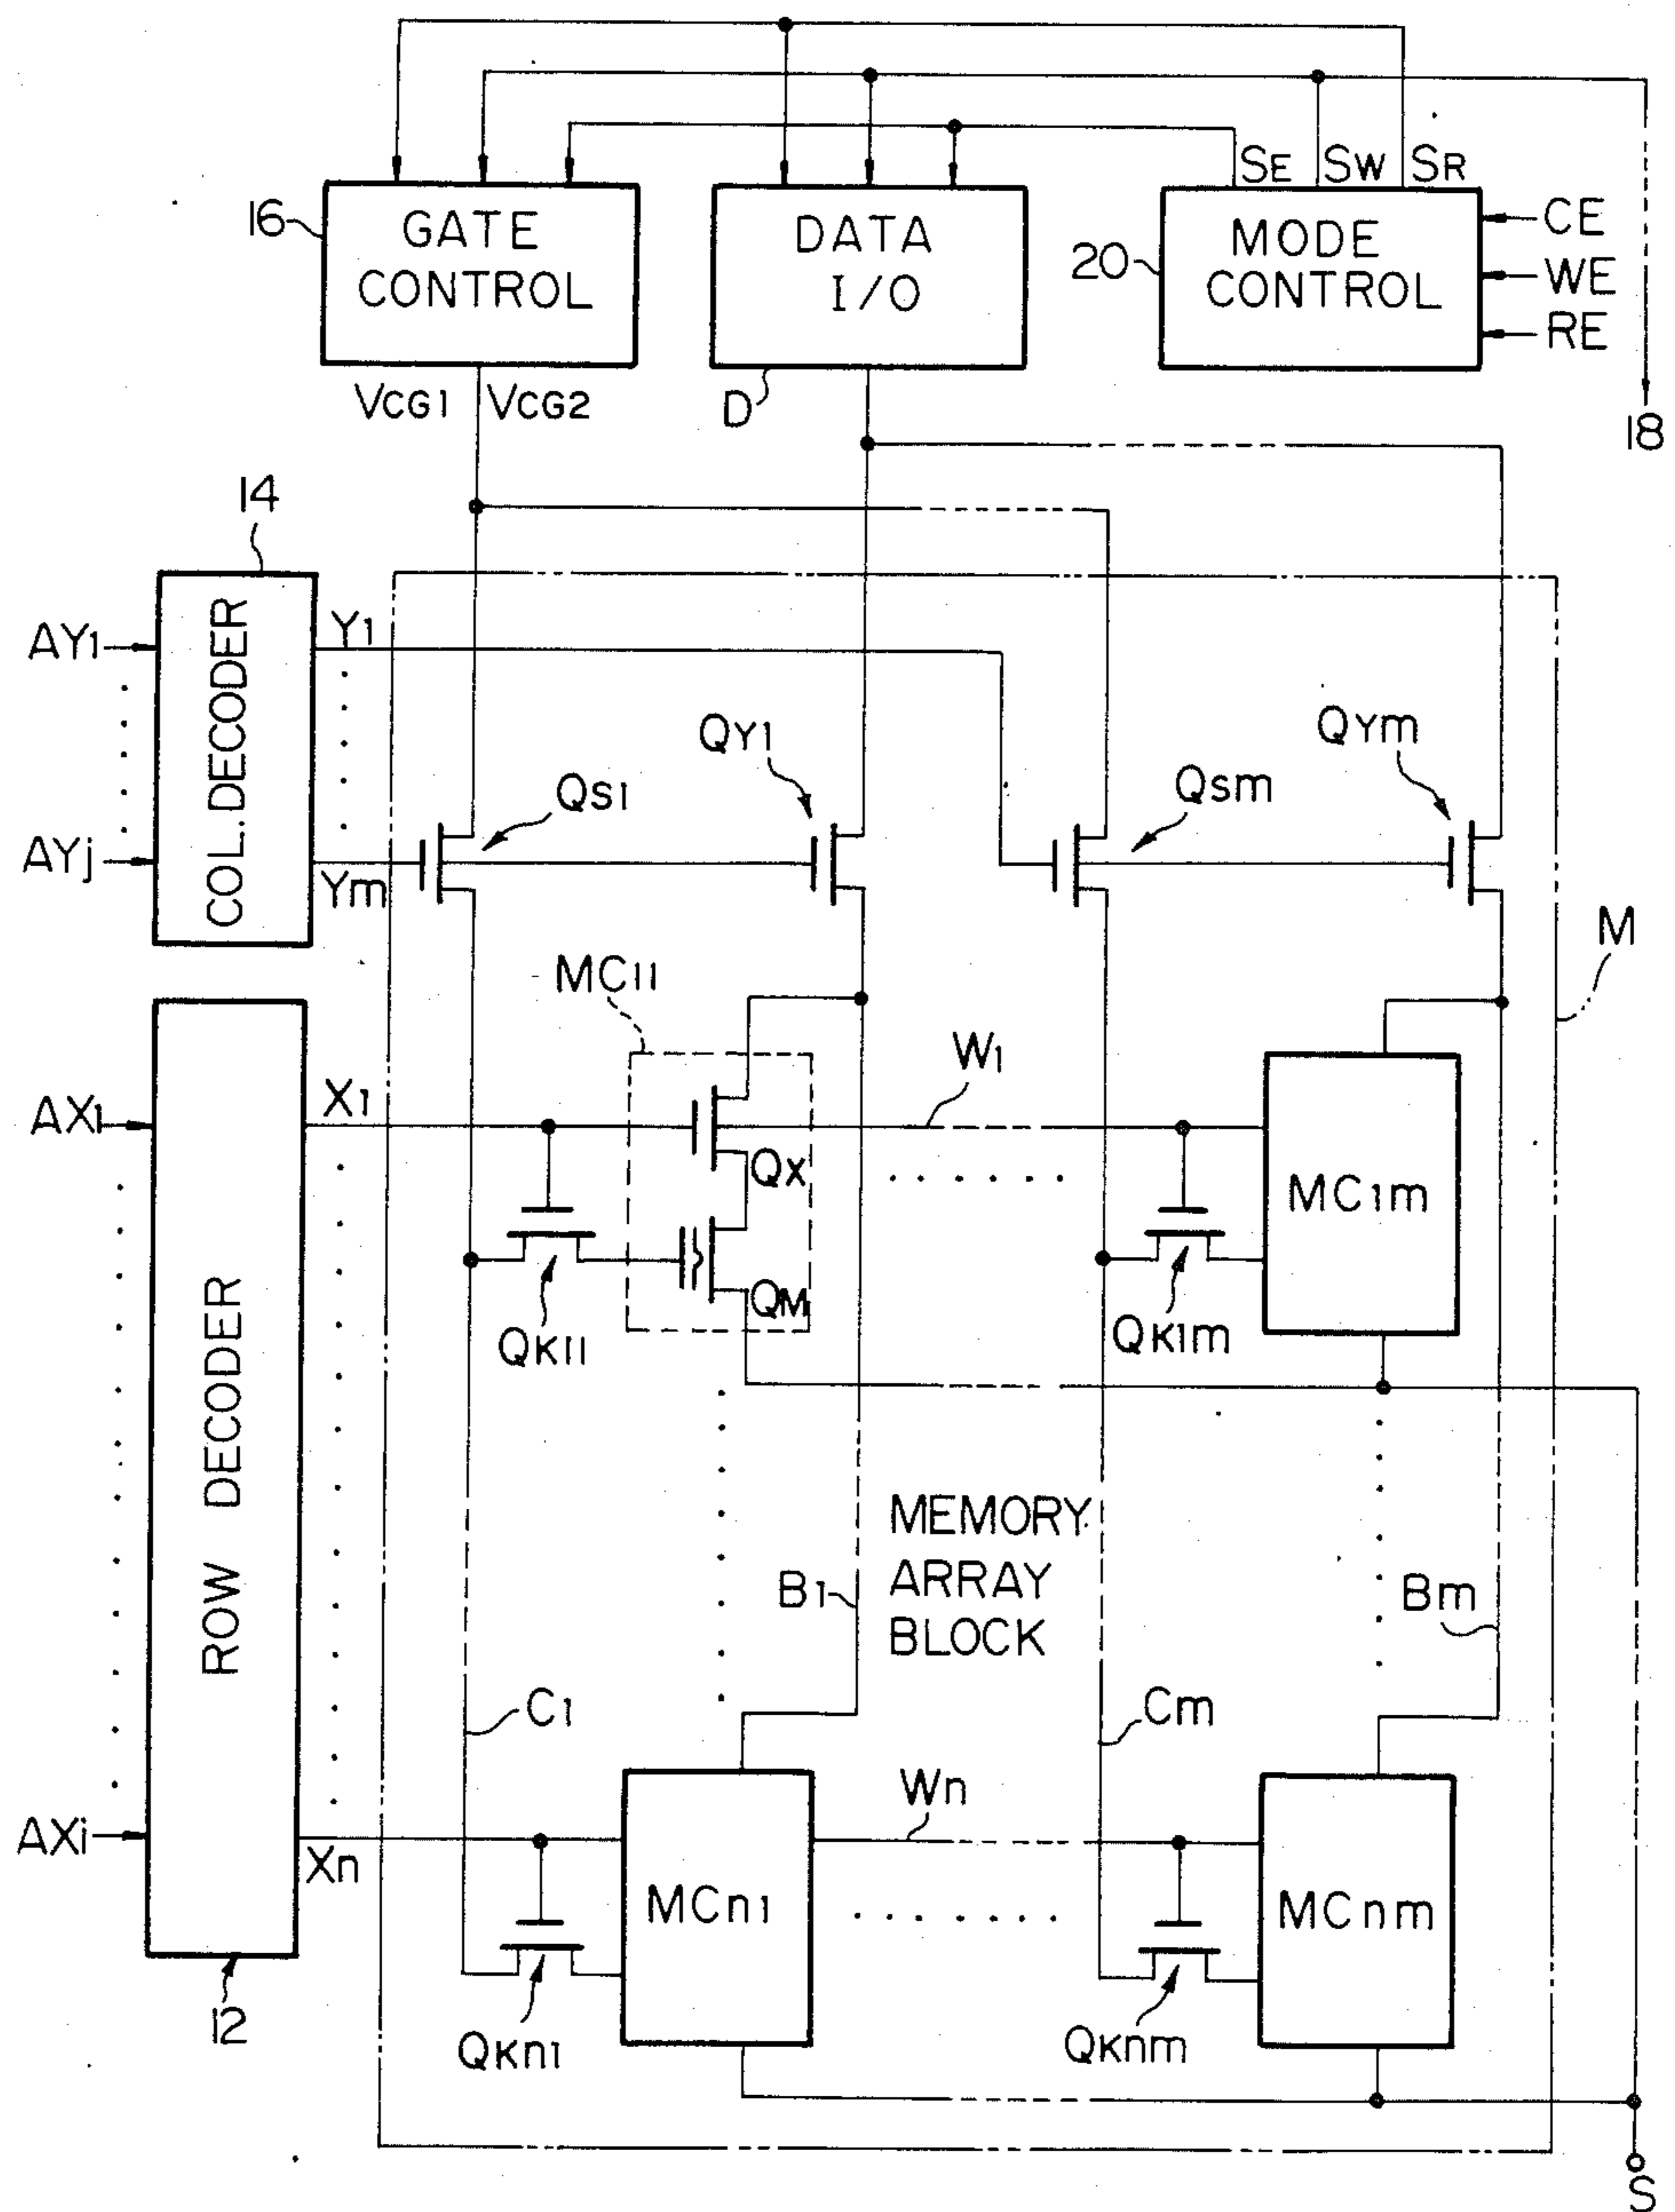 SE SW SR
16
GATE
CONTROL
DATA
I/O
20
MODE
CONTROL
CE
WE
RE
VCG1 VCG2
D
18
14
COL.DECODER
AY1
Y1
AYj
Ym
QS1
QY1
QSm
QYm
M
MC11
W1
AX1
X1
QX
MC1m
QM
QK11
QK1m
ROW DECODER
MEMORY
ARRAY
BLOCK
B1
Bm
C1
Cm
Wn
AXi
Xn
MCn1
MCnm
12
QKn1
QKnm
S